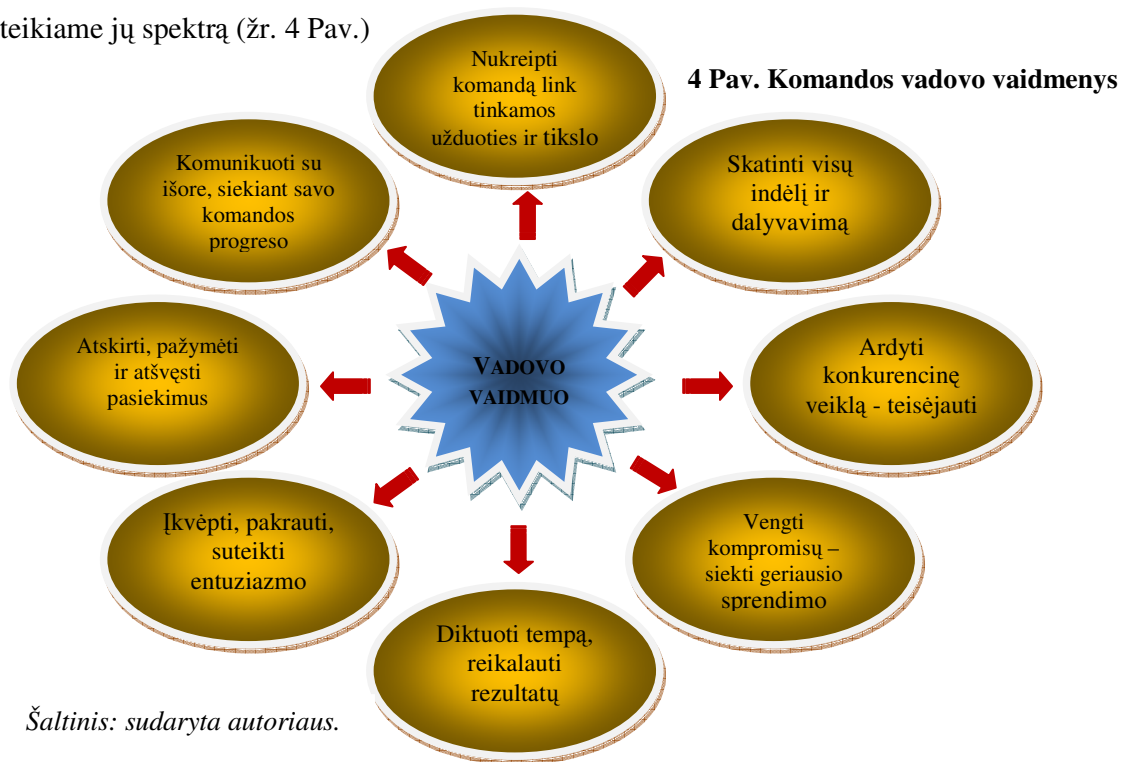 teikiame jų spektrą (žr. 4 Pav.)
4 Pav. Komandos vadovo vaidmenys
Nukreipti
komandą link
tinkamos
užduoties ir tikslo
Skatinti visų
indėlį ir
dalyvavimą
Ardyti
konkurencinę
veiklą - teisėjauti
Vengti
kompromisų –
siekti geriausio
sprendimo
Diktuoti tempą,
reikalauti
rezultatų
Įkvėpti, pakrauti,
suteikti
entuziazmo
Atskirti, pažymėti
ir atšvęsti
pasiekimus
Komunikuoti su
išore, siekiant savo
komandos
progreso
VADOVO
VAIDMUO
Šaltinis: sudaryta autoriaus.